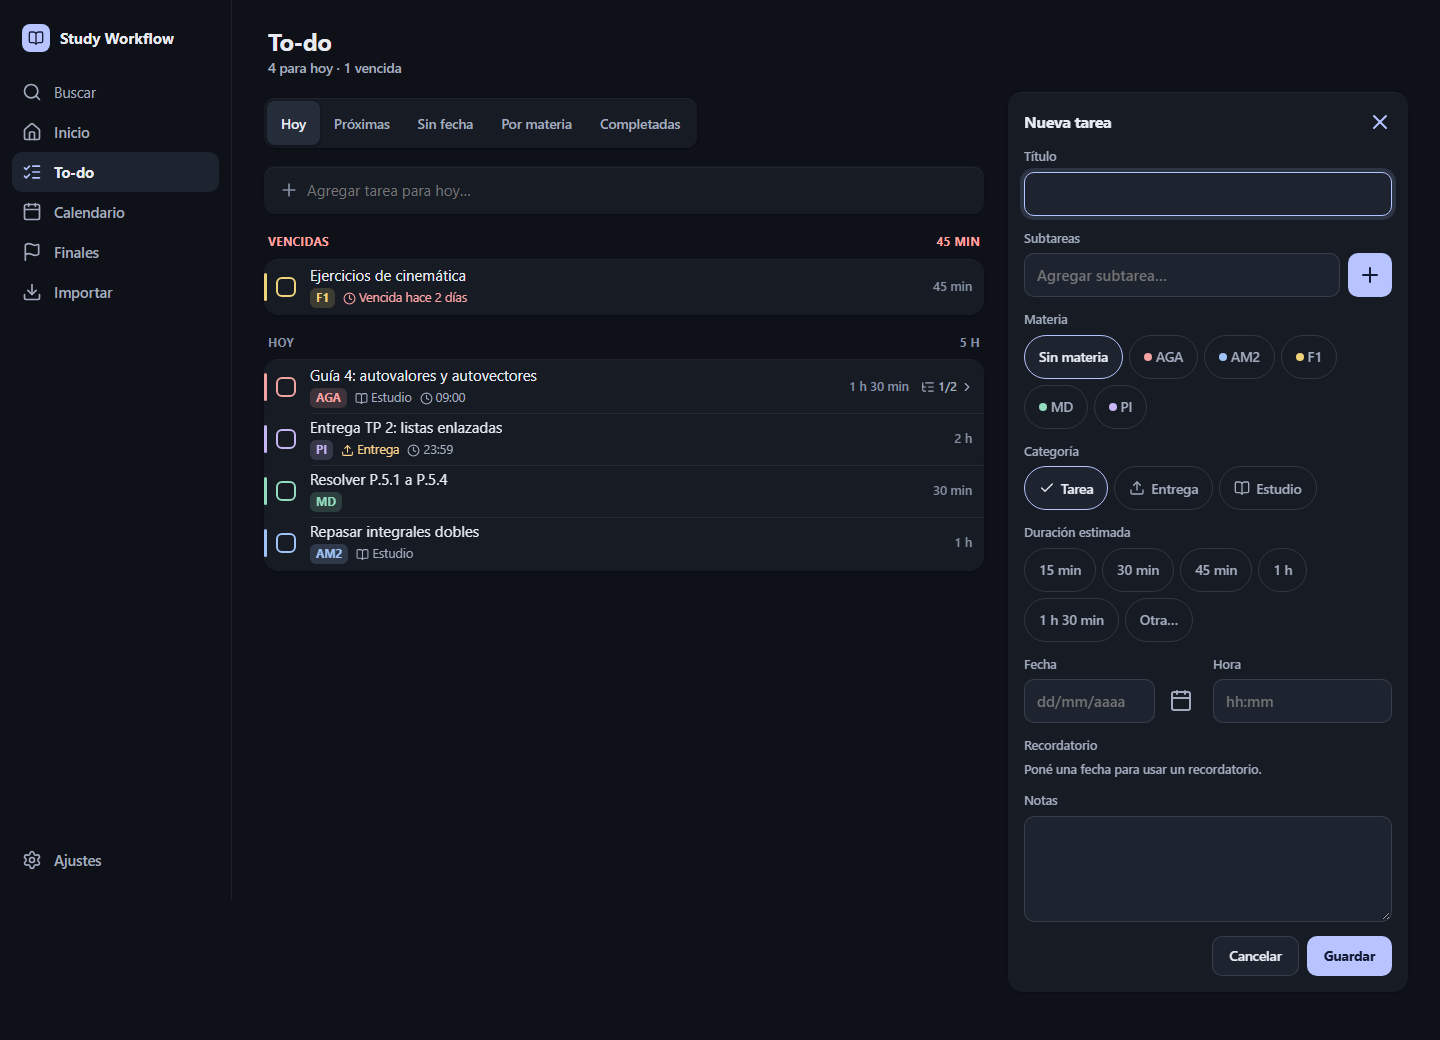 Study Workflow
Buscar
Inicio
To-do
Calendario
Finales
Importar
Ajustes
To-do
4 para hoy · 1 vencida
Hoy
Próximas
Sin fecha
Por materia
Completadas
Agregar tarea para hoy...
VENCIDAS
45 MIN
Ejercicios de cinemática
F1
Vencida hace 2 días
45 min
HOY
5 H
Guía 4: autovalores y autovectores
AGA
Estudio
09:00
1 h 30 min
1/2
Entrega TP 2: listas enlazadas
PI
Entrega
23:59
2 h
Resolver P.5.1 a P.5.4
MD
30 min
Repasar integrales dobles
AM2
Estudio
1 h
Nueva tarea
Título
Subtareas
Agregar subtarea...
Materia
Sin materia
AGA
AM2
F1
MD
PI
Categoría
Tarea
Entrega
Estudio
Duración estimada
15 min
30 min
45 min
1 h
1 h 30 min
Otra...
Fecha
Hora
dd/mm/aaaa
hh:mm
Recordatorio
Poné una fecha para usar un recordatorio.
Notas
Cancelar
Guardar